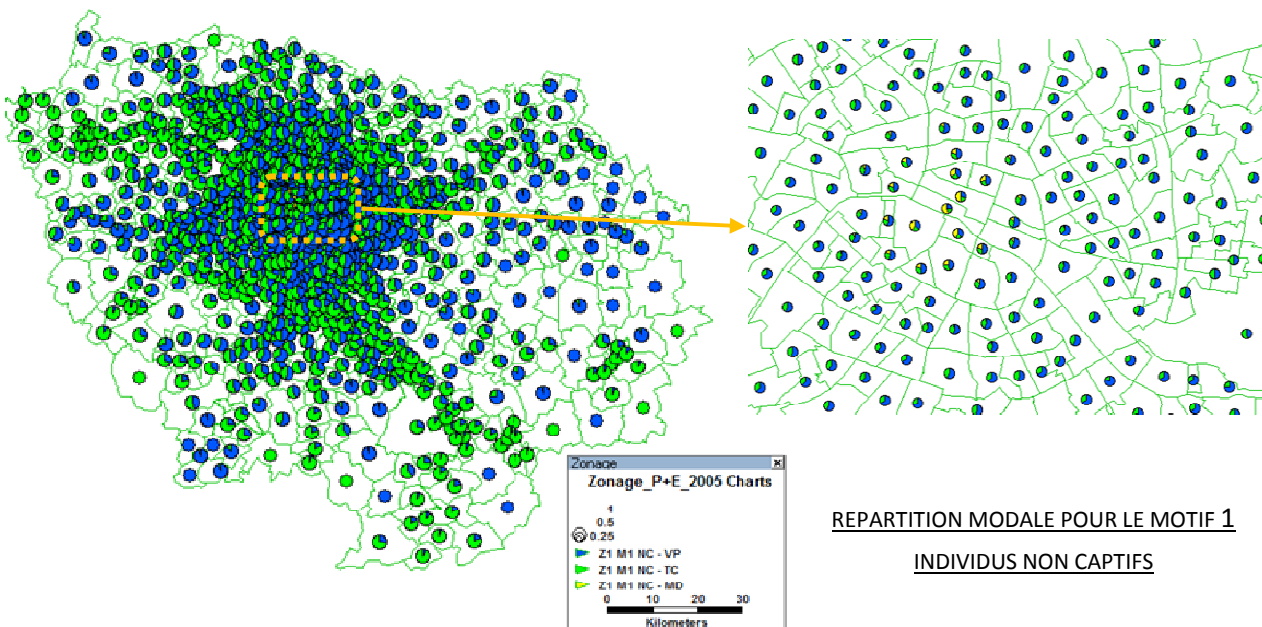 Zonage
Zonage_P+E_2005 Charts
1
0.5
0.25
Z1 M1 NC - VP
Z1 M1 NC - TC
Z1 M1 NC - MD
0 10 20 30
Kilometers
REPARTITION MODALE POUR LE MOTIF 1
INDIVIDUS NON CAPTIFS